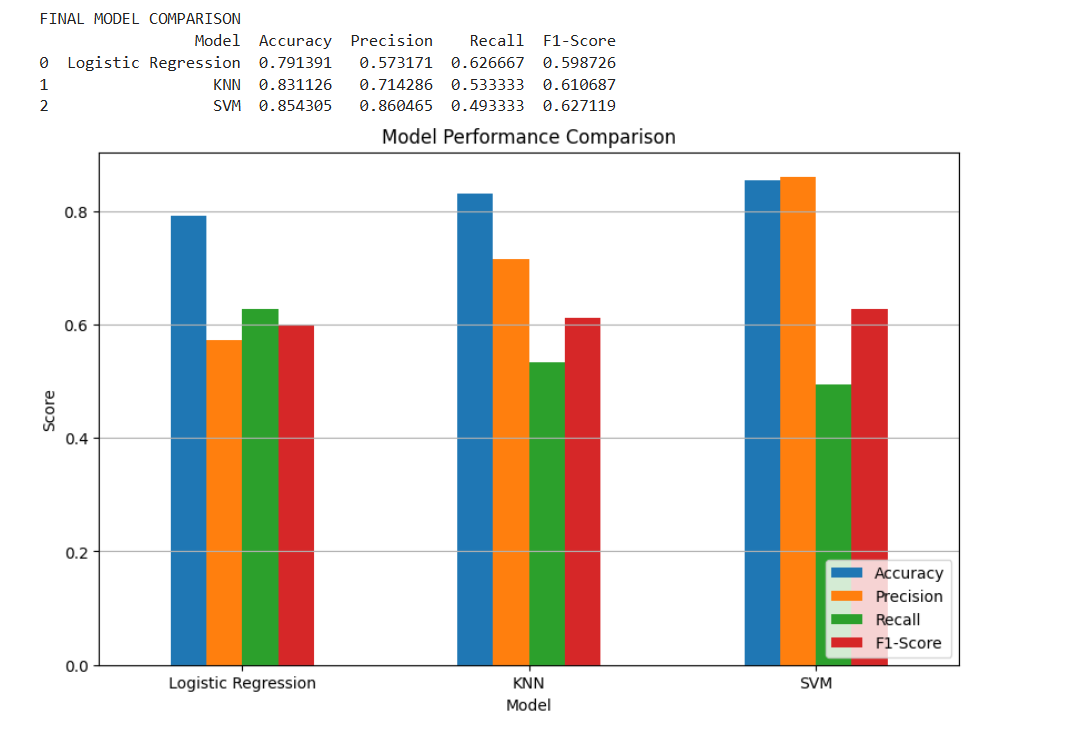 FINAL MODEL COMPARISON
Model Accuracy Precision Recall F1-Score
0 Logistic Regression 0.791391 0.573171 0.626667 0.598726
1 KNN 0.831126 0.714286 0.533333 0.610687
2 SVM 0.854305 0.860465 0.493333 0.627119
Model Performance Comparison
Score
0.8
0.6
0.4
0.2
0.0
Accuracy
Precision
Recall
F1-Score
Logistic Regression KNN SVM
Model